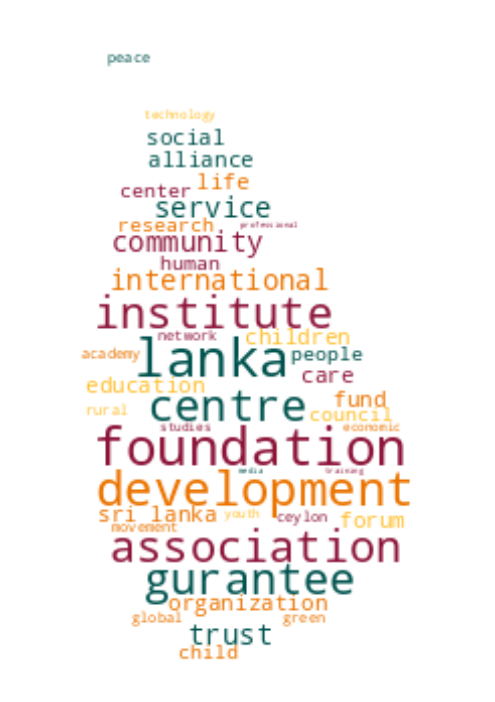 peace
technology
social
alliance
life
center
service
research professional
community
human
international
institute
network children
lanka people
academy
care
education
centre fund
rural council
studies economic
foundation
media training
development
sri lanka youth ceylon forum
movement
association
gurantee
organization
global green
trust
child